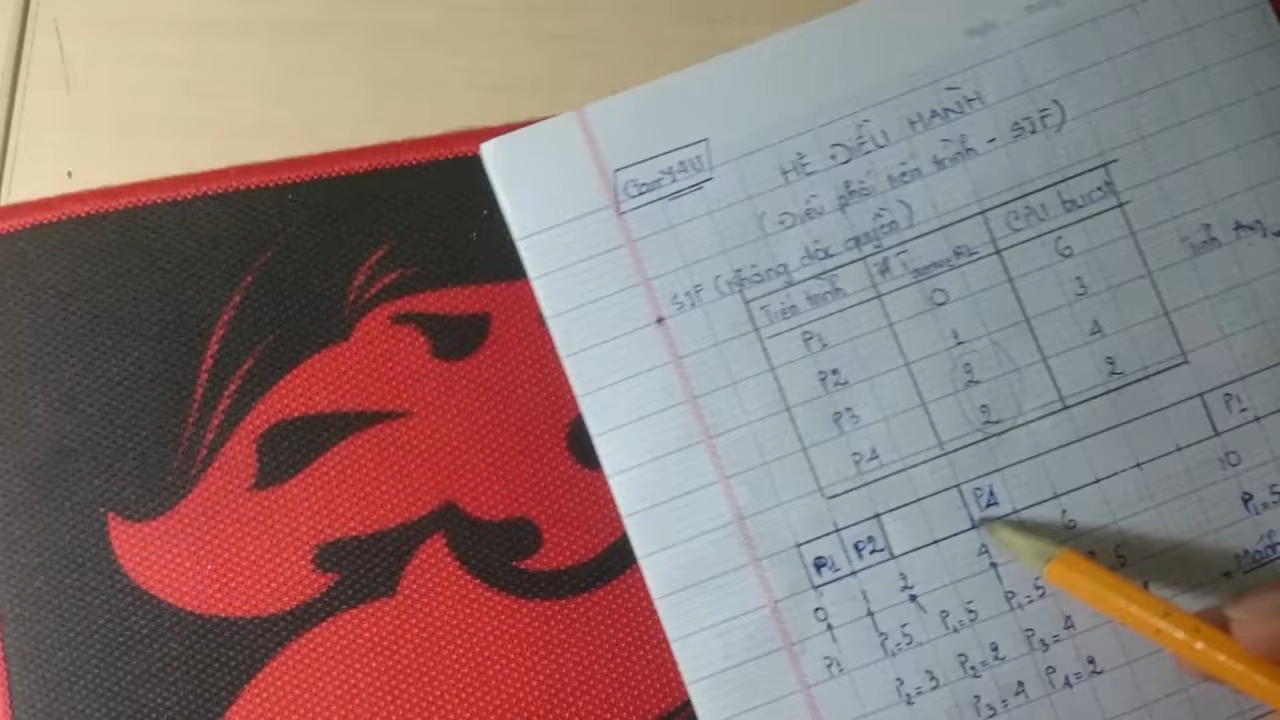 HỆ ĐIỀU HÀNH
(Điều phối tiến trình - SJF)
* SJF (Không độc quyền)
Tiến trình CPU burst
P1 0 6
P2 1 3
P3 2 4
P4 2 2
Tính
P1 P2 P4 P1
0 1 2 4 6 10
P1 P1=5 P1=5 P1=5 P1=5
P2=3 P2=2 P3=4
P3=4 P4=2